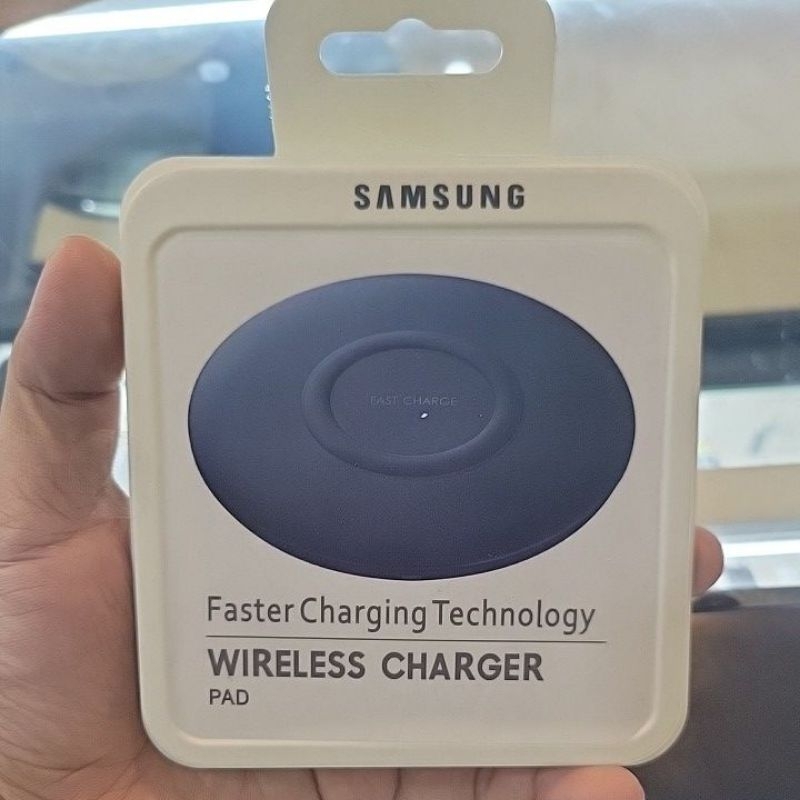 SAMSUNG
FAST CHARGE
Faster Charging Technology
WIRELESS CHARGER
PAD